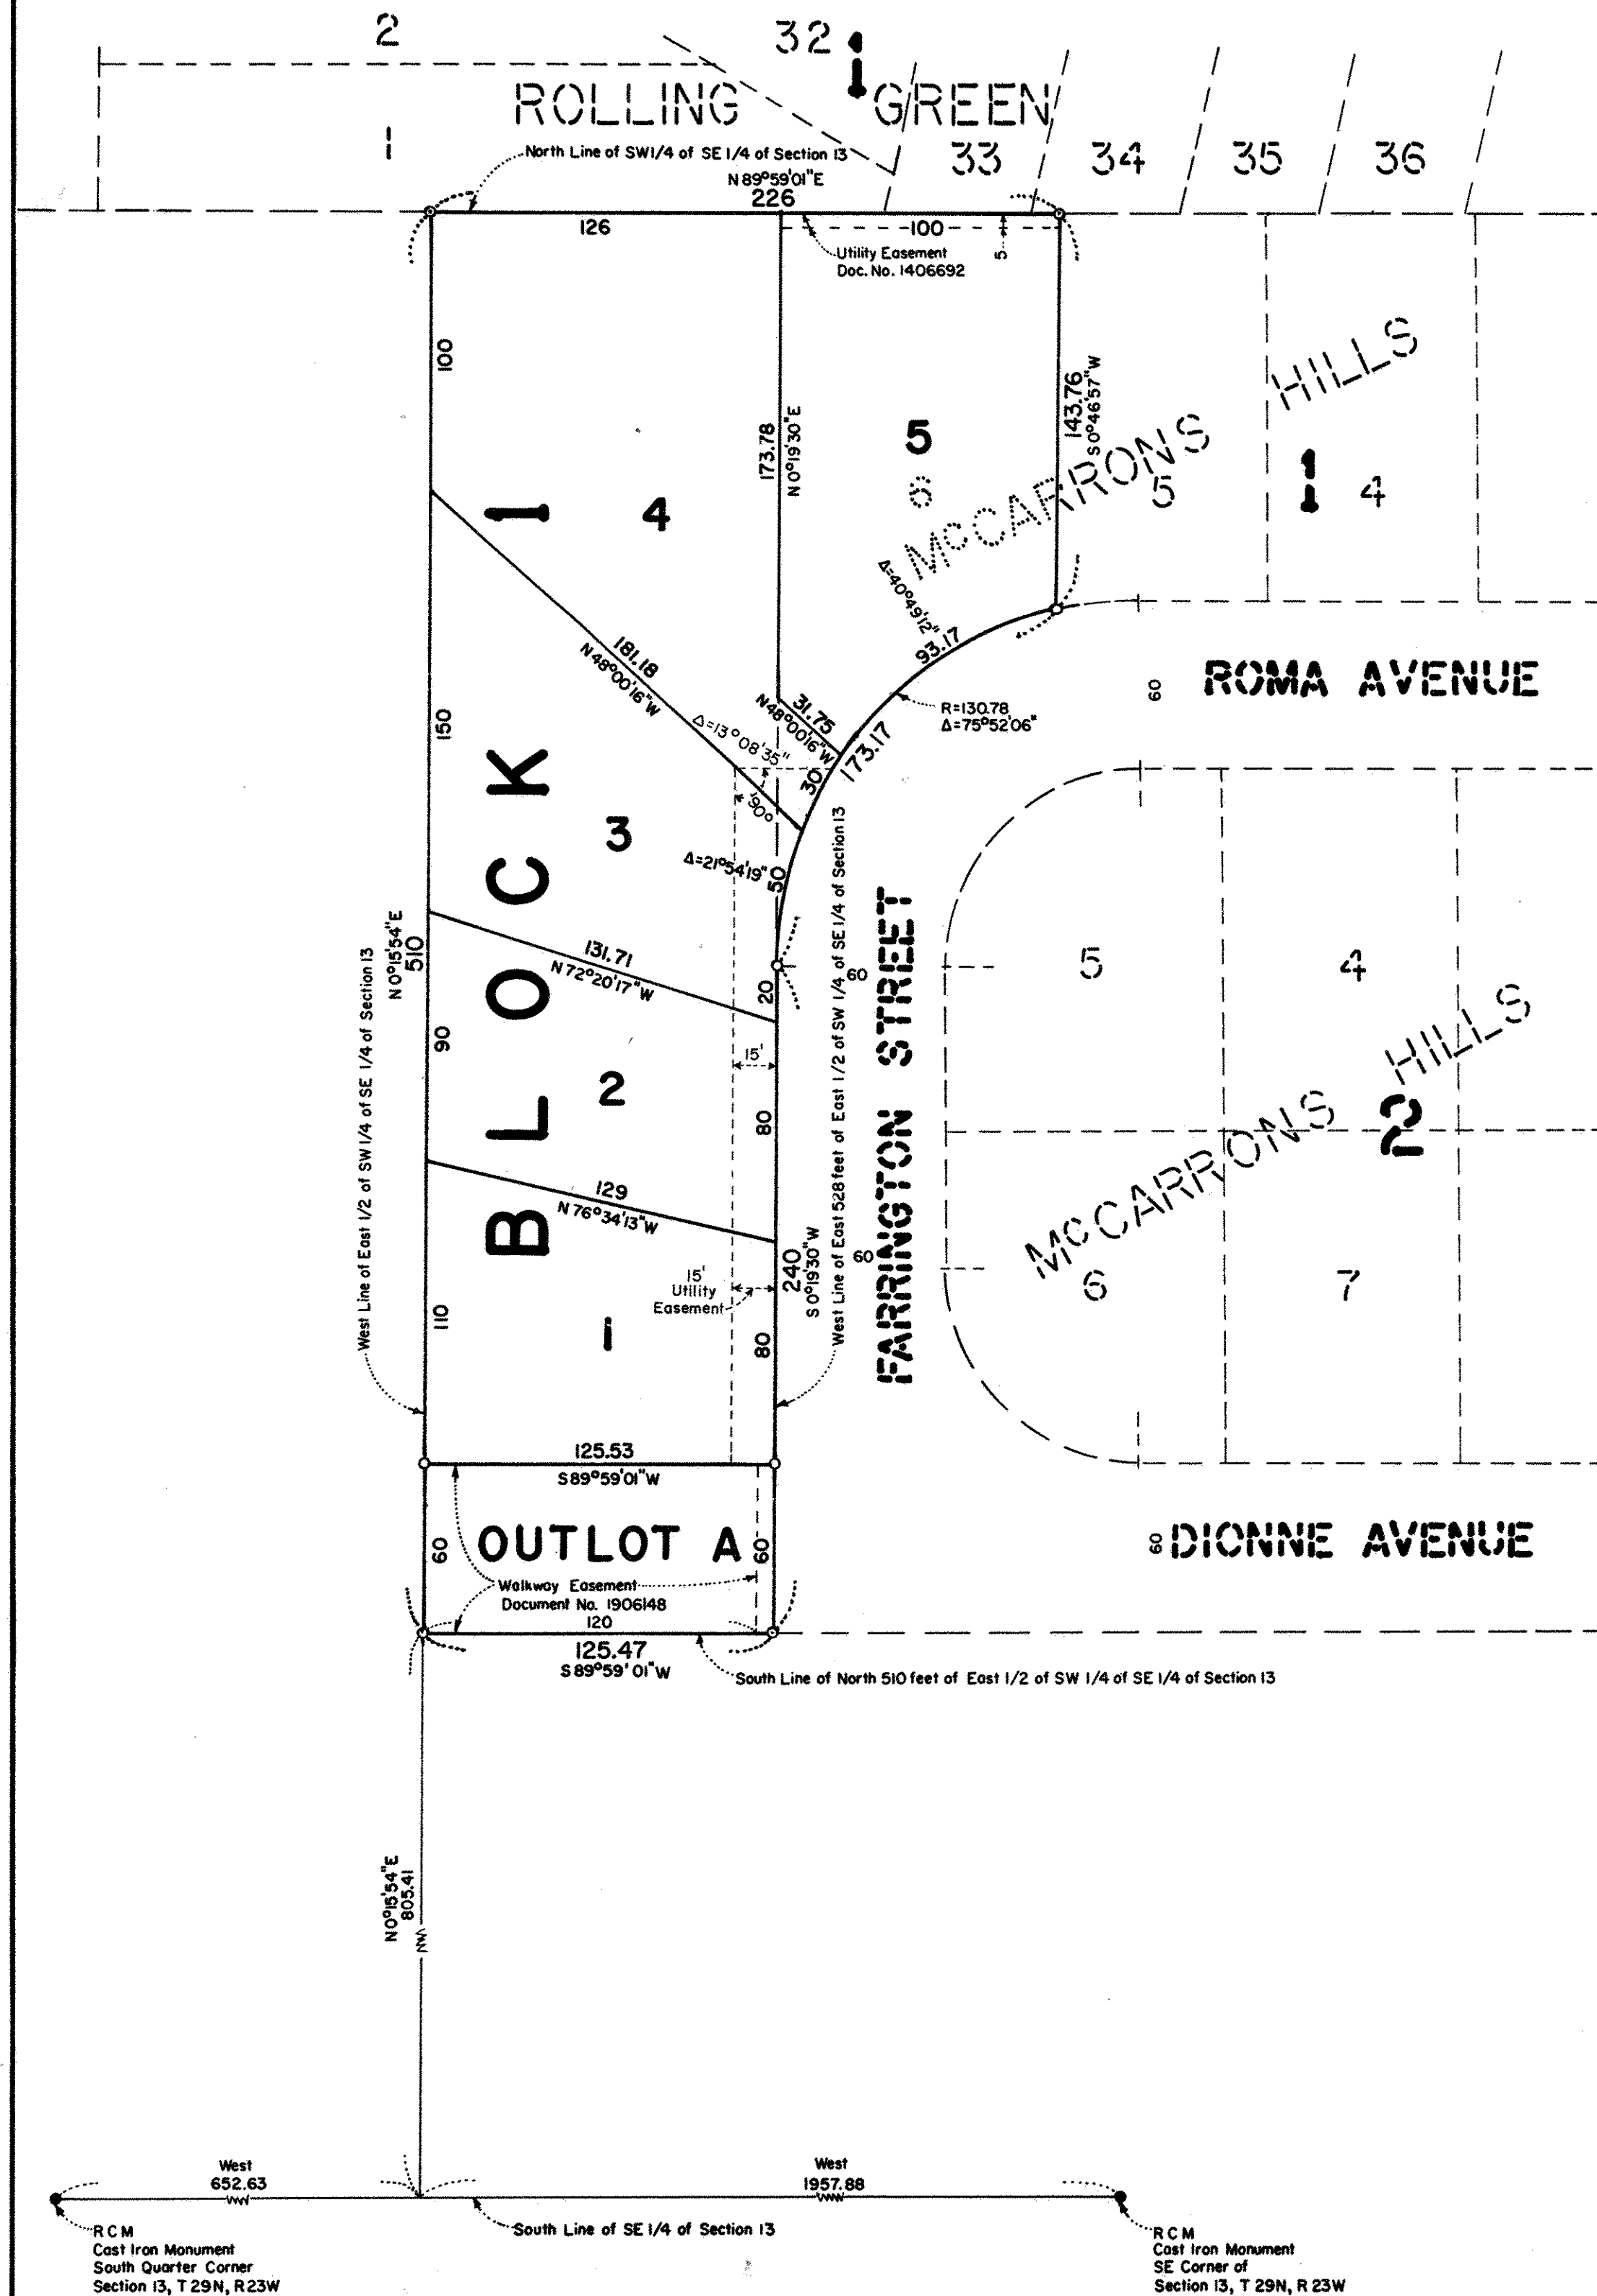 2
32
1
ROLLING GREEN
1
33
34
35
36
North Line of SW1/4 of SE 1/4 of Section 13
N 89°59'01"E
226
126
100
5
Utility Easement
Doc. No. 1406692
100
173.78
N 0°19'30"E
5
6
143.76
S 0°46'57"W
McCARRONS HILLS
5
1
4
1
4
Δ=40°49'12"
93.17
181.18
N 48°00'16"W
31.75
N48°00'16"W
R=130.78
Δ=75°52'06"
60
ROMA AVENUE
Δ=13°08'35"
30
173.17
90°
150
BLOCK
3
Δ=21°54'19"
50
West Line of East 528 feet of East 1/2 of SW 1/4 of SE 1/4 of Section 13
FARRINGTON STREET
N 0°15'54"E
510
West Line of East 1/2 of SW 1/4 of SE 1/4 of Section 13
131.71
N 72°20'17"W
20
60
5
4
90
15'
2
80
McCARRONS HILLS
2
129
N 76°34'13"W
240
S 0°19'30"W
60
6
7
15'
Utility
Easement
110
1
80
125.53
S89°59'01"W
60
OUTLOT A
60
60
DIONNE AVENUE
Walkway Easement
Document No. 1906148
120
125.47
S89°59'01"W
South Line of North 510 feet of East 1/2 of SW 1/4 of SE 1/4 of Section 13
N0°15'54"E
805.41
West
652.63
West
1957.88
South Line of SE 1/4 of Section 13
RCM
Cast Iron Monument
South Quarter Corner
Section 13, T 29N, R 23W
RCM
Cast Iron Monument
SE Corner of
Section 13, T 29N, R 23W